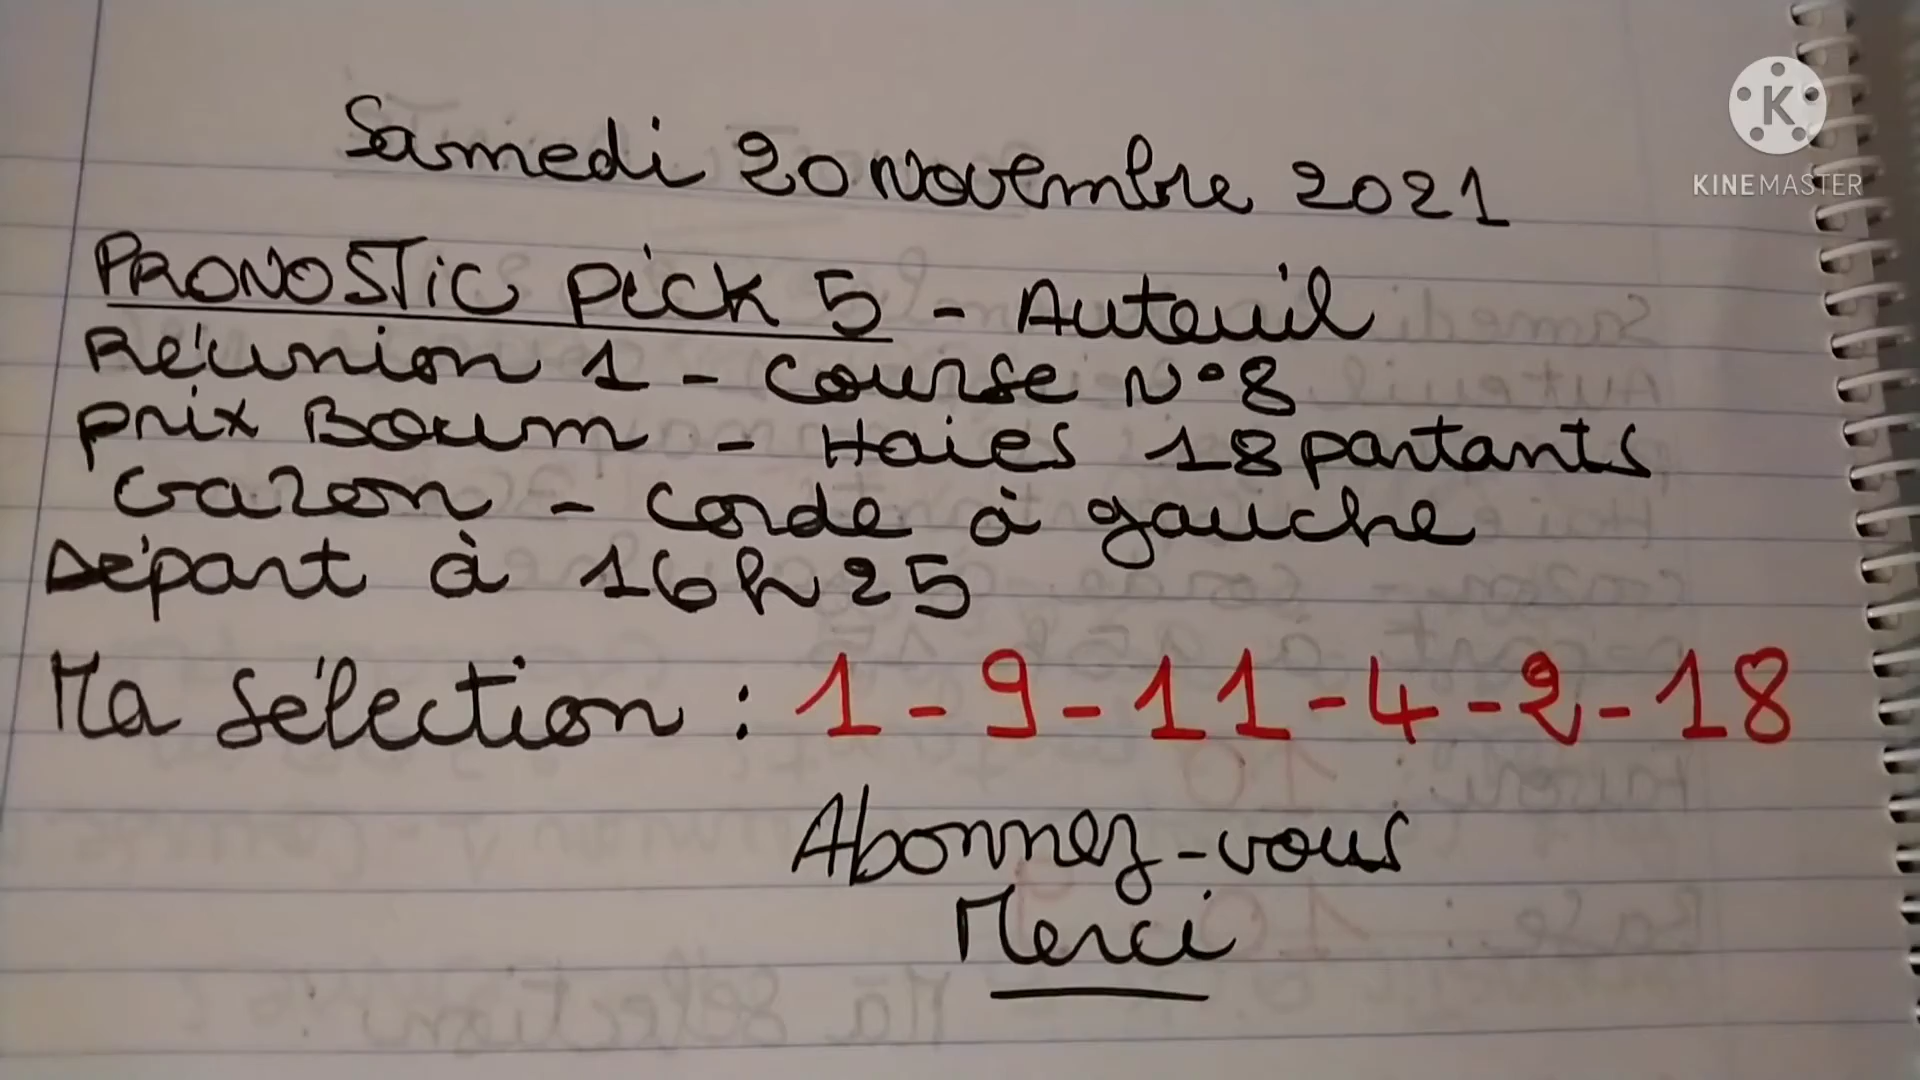 Samedi 20 Novembre 2021
PRONOSTIC PICK 5 - Auteuil
Réunion 1 - Course N°8
prix Boum - Haies 18 partants
Gazon - Corde à gauche
Départ à 16h25
Ma sélection : 1-9-11-4-2-18
Abonnez-vous
Merci
K
KINEMASTER